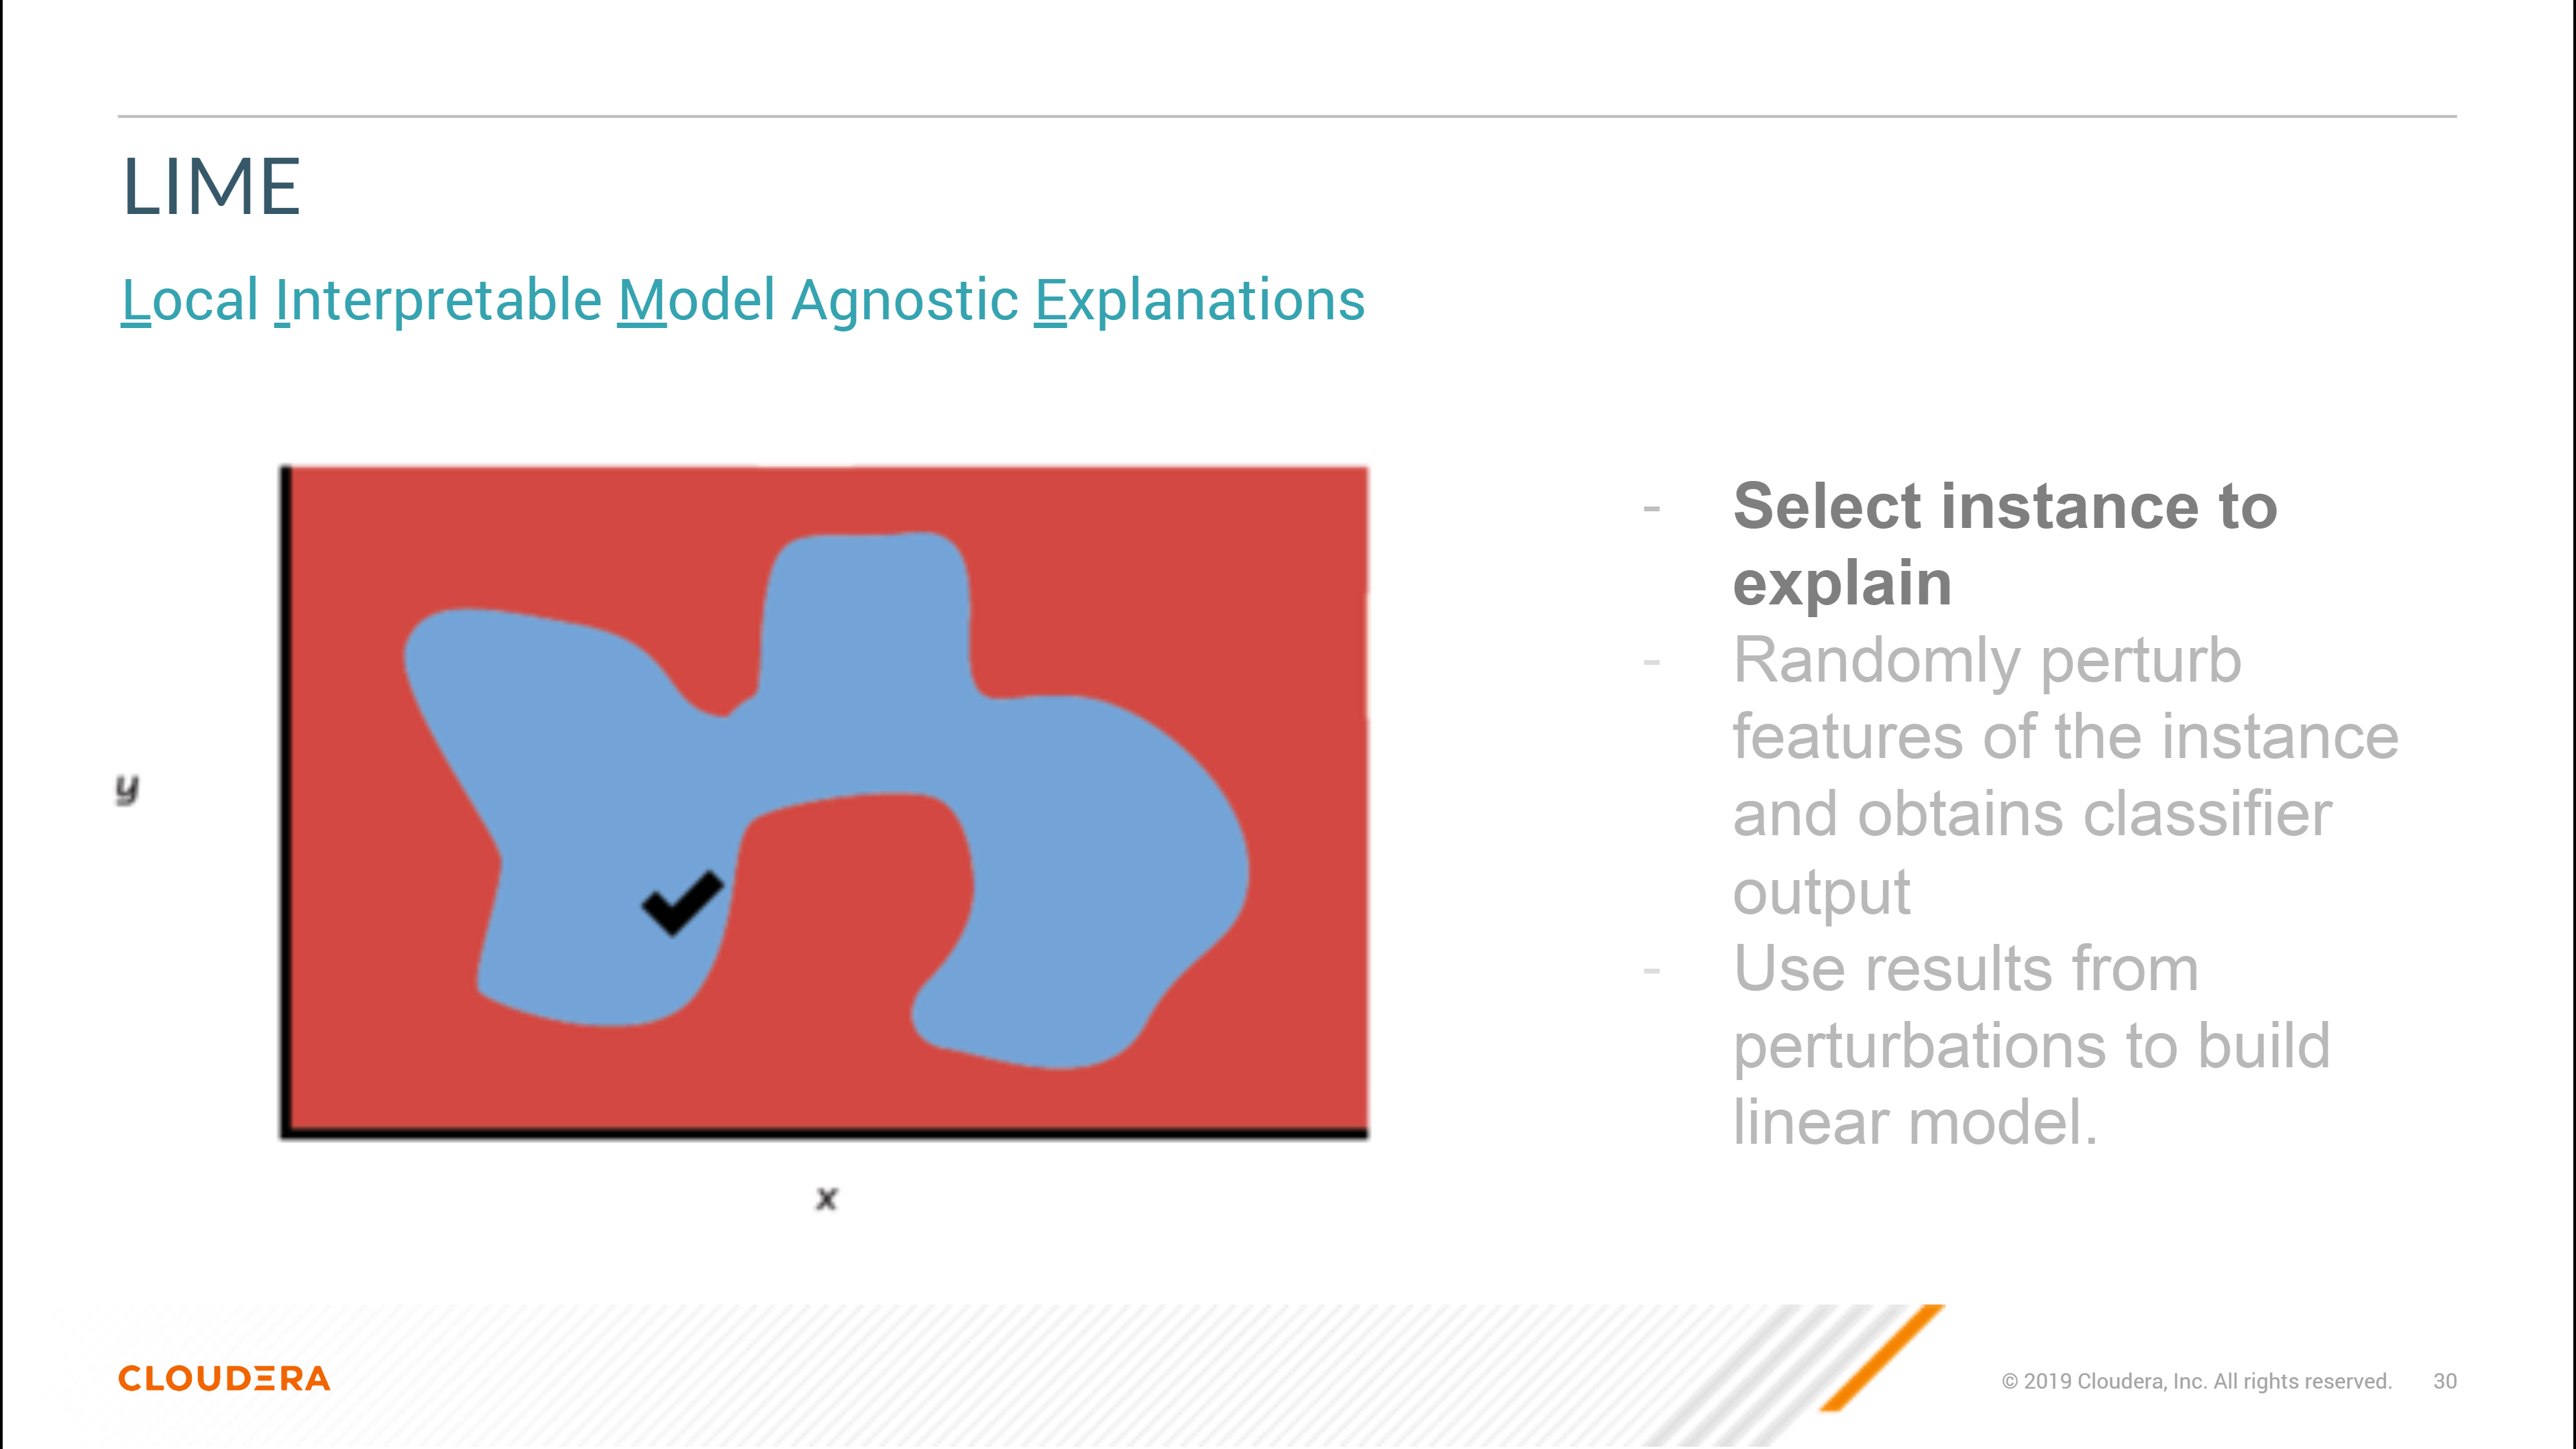 LIME
Local Interpretable Model Agnostic Explanations
y
x
- Select instance to
explain
- Randomly perturb
features of the instance
and obtains classifier
output
- Use results from
perturbations to build
linear model.
CLOUDERA
© 2019 Cloudera, Inc. All rights reserved. 30